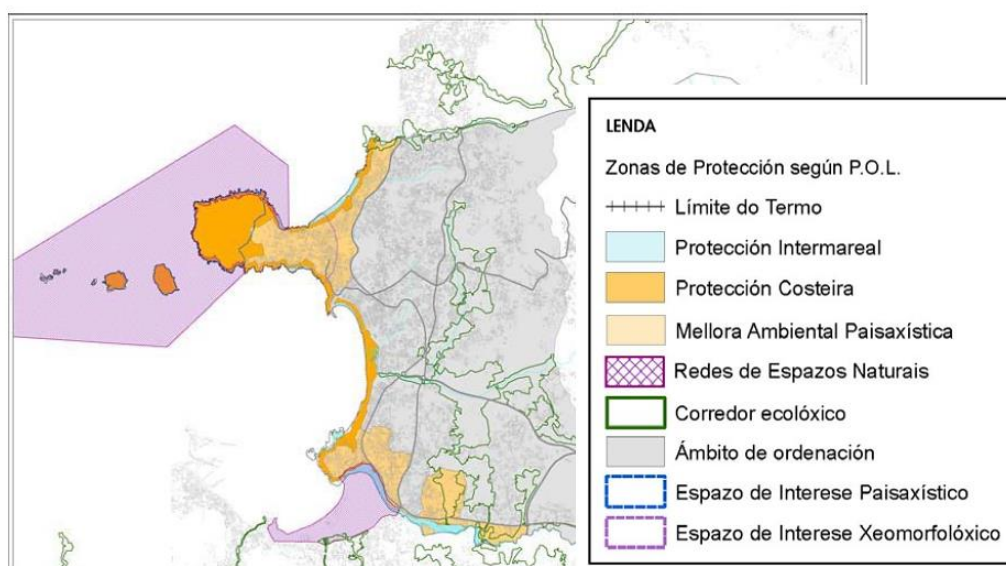 LENDA
Zonas de Protección según P.O.L.
Límite do Termo
Protección Intermareal
Protección Costeira
Mellora Ambiental Paisaxística
Redes de Espazos Naturais
Corredor ecolóxico
Ámbito de ordenación
Espazo de Interese Paisaxístico
Espazo de Interese Xeomorfolóxico